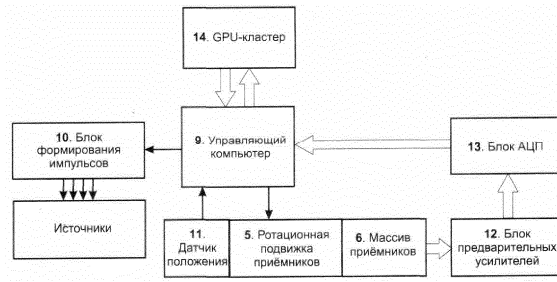 14. GPU-кластер
10. Блок
формирования
импульсов
9. Управляющий
компьютер
13. Блок АЦП
Источники
11.
Датчик
положения
5. Ротационная
подвижка
приёмников
6. Массив
приёмников
12. Блок
предварительных
усилителей